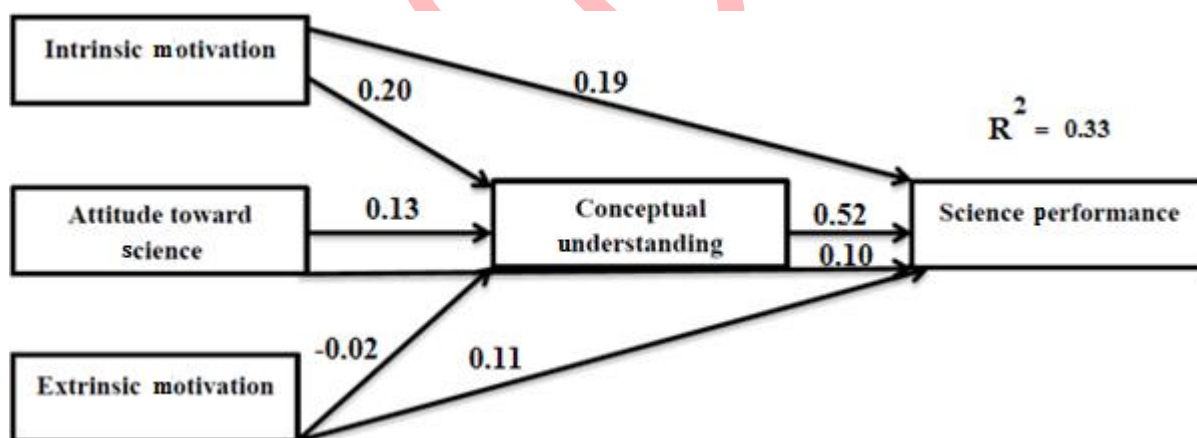 Intrinsic motivation
0.20
0.19
R² = 0.33
Attitude toward
science
0.13
Conceptual
understanding
0.52
0.10
Science performance
Extrinsic motivation
-0.02
0.11